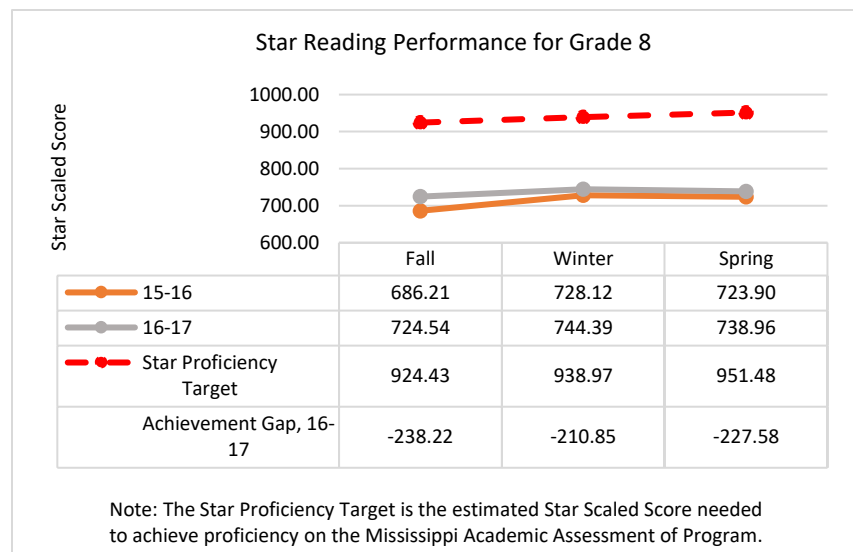 Star Reading Performance for Grade 8
Star Scaled Score
1000.00
900.00
800.00
700.00
600.00
Fall Winter Spring
15-16 686.21 728.12 723.90
16-17 724.54 744.39 738.96
Star Proficiency
Target 924.43 938.97 951.48
Achievement Gap, 16-
17 -238.22 -210.85 -227.58
Note: The Star Proficiency Target is the estimated Star Scaled Score needed
to achieve proficiency on the Mississippi Academic Assessment of Program.